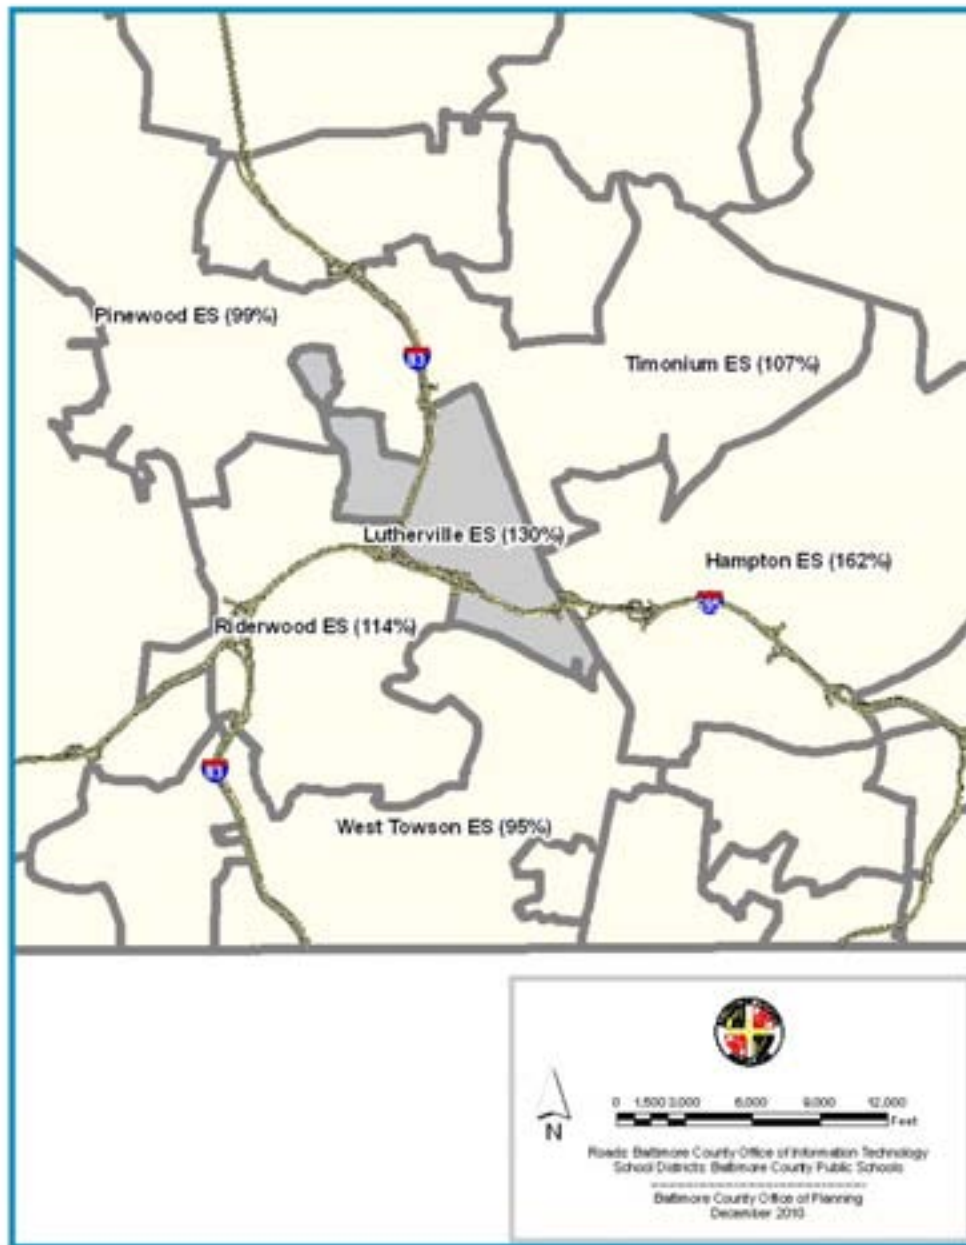 Pinewood ES (99%)
83
Timonium ES (107%)
Lutherville ES (130%)
Hampton ES (162%)
Riderwood ES (114%)
83
West Towson ES (95%)
N
0 1,500 3,000 6,000 9,000 12,000
Feet
Roads: Baltimore County Office of Information Technology
School Districts: Baltimore County Public Schools
Baltimore County Office of Planning
December 2010